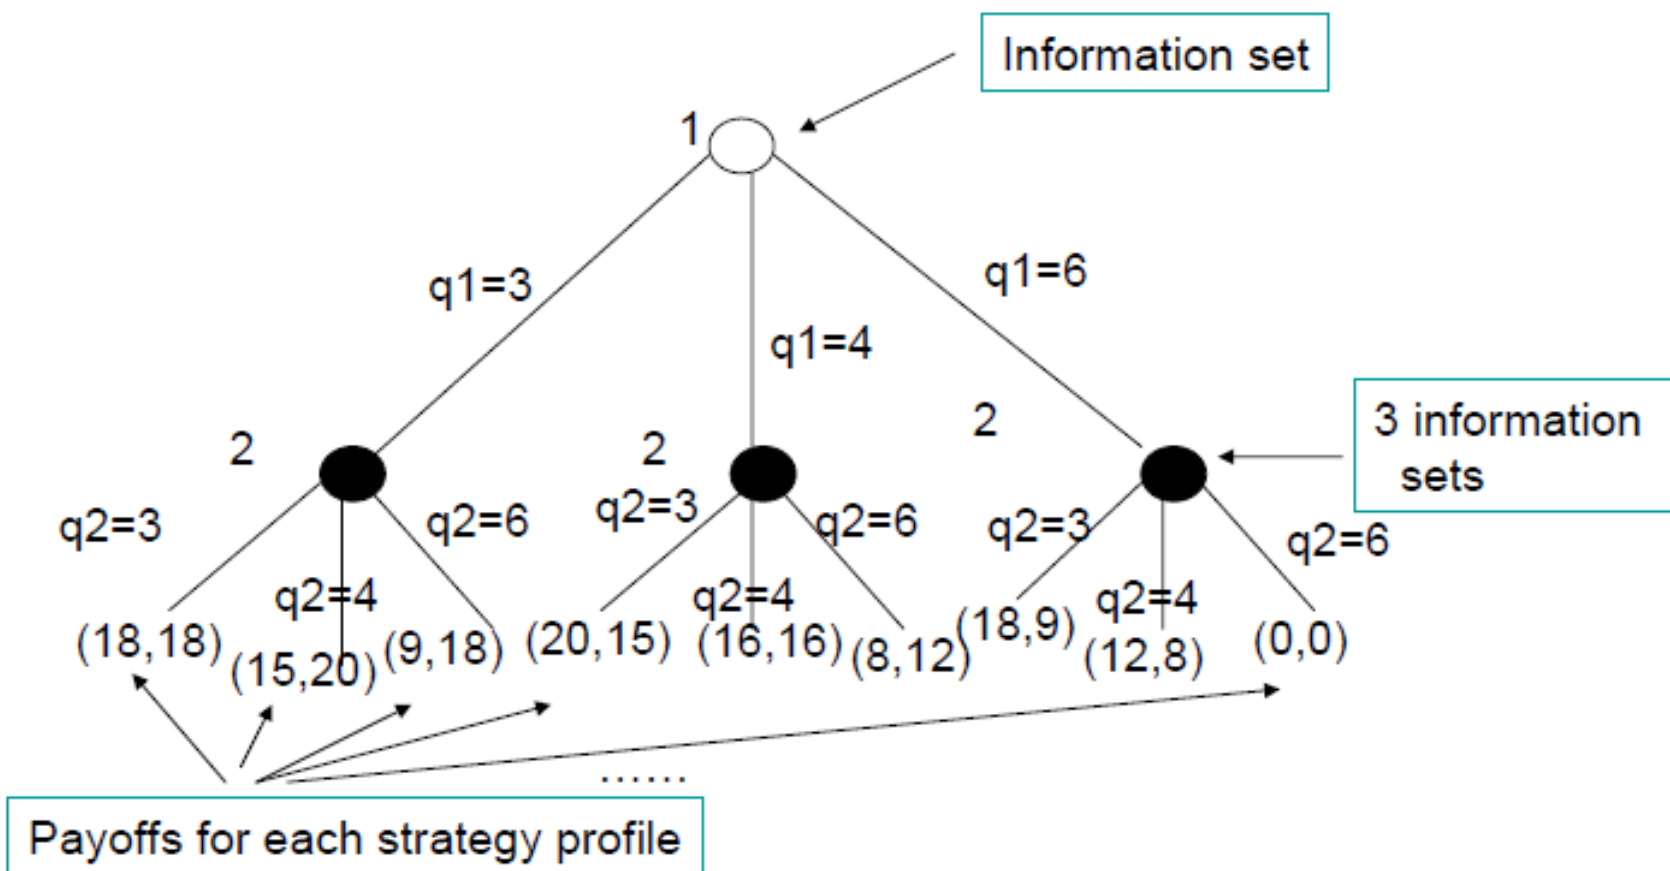 Information set
1
q1=3
q1=6
q1=4
3 information
sets
2
2
2
q2=3
q2=6
q2=3
q2=6
q2=3
q2=6
q2=4
q2=4
q2=4
(18,18)
(15,20)
(9,18)
(20,15)
(16,16)
(8,12)
(18,9)
(12,8)
(0,0)
......
Payoffs for each strategy profile